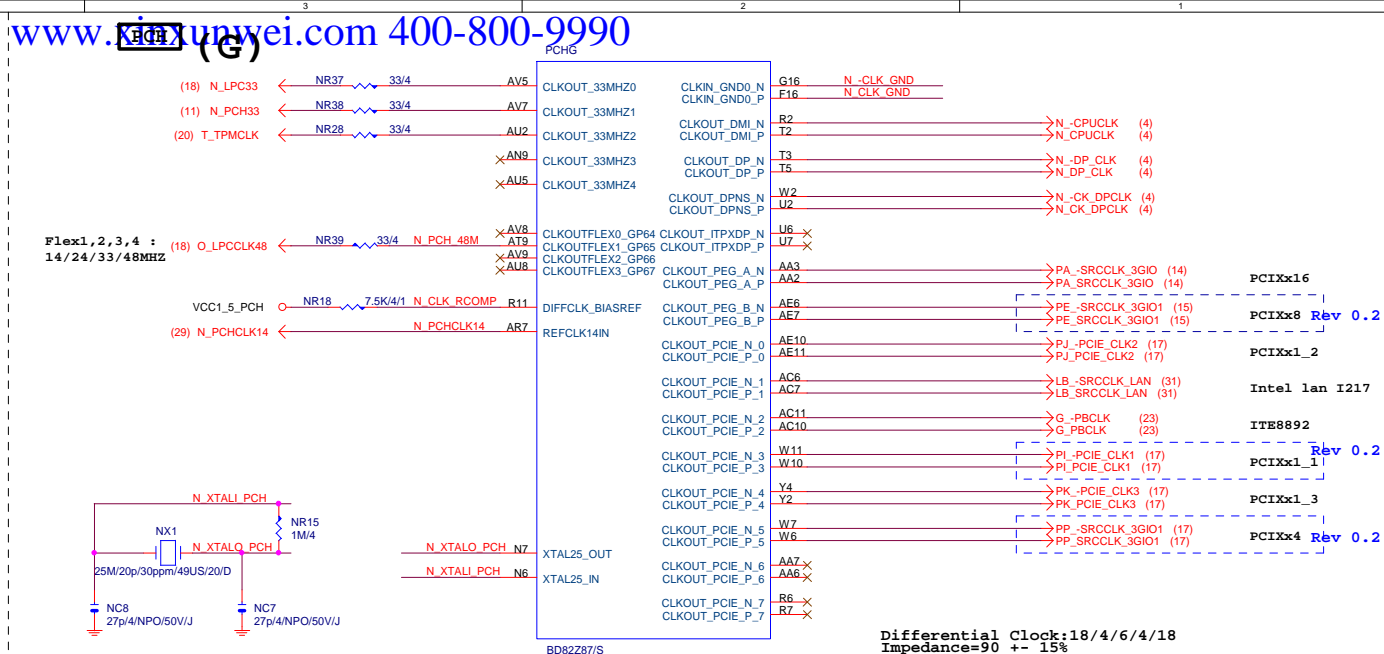 3 2 1
www.xinxunwei.com 400-800-9990
PCH (G)
PCHG
(18) N_LPC33 NR37 33/4 AV5 CLKOUT_33MHZ0
(11) N_PCH33 NR38 33/4 AV7 CLKOUT_33MHZ1
(20) T_TPMCLK NR28 33/4 AU2 CLKOUT_33MHZ2
AN9 CLKOUT_33MHZ3
AU5 CLKOUT_33MHZ4
Flex1,2,3,4 :
14/24/33/48MHZ
AV8 CLKOUTFLEX0_GP64
(18) O_LPCCLK48 NR39 33/4 N_PCH_48M AT9 CLKOUTFLEX1_GP65
AV9 CLKOUTFLEX2_GP66
AU8 CLKOUTFLEX3_GP67
VCC1_5_PCH NR18 7.5K/4/1 N_CLK_RCOMP R11 DIFFCLK_BIASREF
(29) N_PCHCLK14 N_PCHCLK14 AR7 REFCLK14IN
N_XTALO_PCH N7 XTAL25_OUT
N_XTALI_PCH N6 XTAL25_IN
N_XTALI_PCH
NX1
N_XTALO_PCH
NR15
1M/4
25M/20p/30ppm/49US/20/D
NC8
27p/4/NPO/50V/J
NC7
27p/4/NPO/50V/J
CLKIN_GND0_N G16 N_-CLK_GND
CLKIN_GND0_P F16 N_CLK_GND
CLKOUT_DMI_N R2 N_-CPUCLK (4)
CLKOUT_DMI_P T2 N_CPUCLK (4)
CLKOUT_DP_N T3 N_-DP_CLK (4)
CLKOUT_DP_P T5 N_DP_CLK (4)
CLKOUT_DPNS_N W2 N_-CK_DPCLK (4)
CLKOUT_DPNS_P U2 N_CK_DPCLK (4)
CLKOUT_ITPXDP_N U6
CLKOUT_ITPXDP_P U7
CLKOUT_PEG_A_N AA3 PA_-SRCCLK_3GIO (14)
CLKOUT_PEG_A_P AA2 PA_SRCCLK_3GIO (14)
PCIXx16
CLKOUT_PEG_B_N AE6 PE_-SRCCLK_3GIO1 (15)
CLKOUT_PEG_B_P AE7 PE_SRCCLK_3GIO1 (15)
PCIXx8 Rev 0.2
CLKOUT_PCIE_N_0 AE10 PJ_-PCIE_CLK2 (17)
CLKOUT_PCIE_P_0 AE11 PJ_PCIE_CLK2 (17)
PCIXx1_2
CLKOUT_PCIE_N_1 AC6 LB_-SRCCLK_LAN (31)
CLKOUT_PCIE_P_1 AC7 LB_SRCCLK_LAN (31)
Intel lan I217
CLKOUT_PCIE_N_2 AC11 G_-PBCLK (23)
CLKOUT_PCIE_P_2 AC10 G_PBCLK (23)
ITE8892
CLKOUT_PCIE_N_3 W11 PI_-PCIE_CLK1 (17)
CLKOUT_PCIE_P_3 W10 PI_PCIE_CLK1 (17)
PCIXx1_1 Rev 0.2
CLKOUT_PCIE_N_4 Y4 PK_-PCIE_CLK3 (17)
CLKOUT_PCIE_P_4 Y2 PK_PCIE_CLK3 (17)
PCIXx1_3
CLKOUT_PCIE_N_5 W7 PP_-SRCCLK_3GIO1 (17)
CLKOUT_PCIE_P_5 W6 PP_SRCCLK_3GIO1 (17)
PCIXx4 Rev 0.2
CLKOUT_PCIE_N_6 AA7
CLKOUT_PCIE_P_6 AA6
CLKOUT_PCIE_N_7 R6
CLKOUT_PCIE_P_7 R7
BD82Z87/S
Differential Clock:18/4/6/4/18
Impedance=90 +- 15%